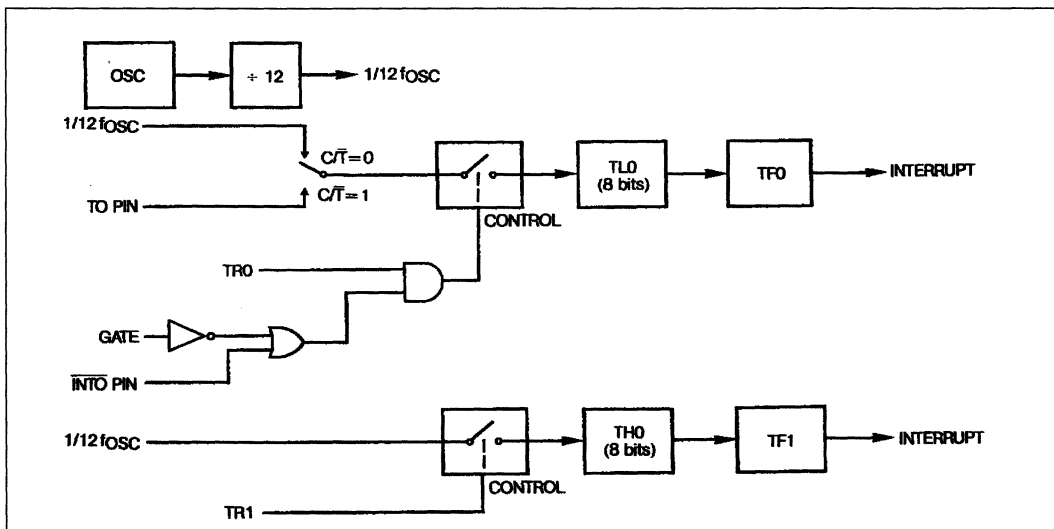 OSC
÷ 12
1/12 fOSC
1/12 fOSC
C/T̅=0
C/T̅=1
TO PIN
CONTROL
TL0
(8 bits)
TF0
INTERRUPT
TR0
GATE
I̅N̅T̅O̅ PIN
1/12 fOSC
CONTROL
TH0
(8 bits)
TF1
INTERRUPT
TR1